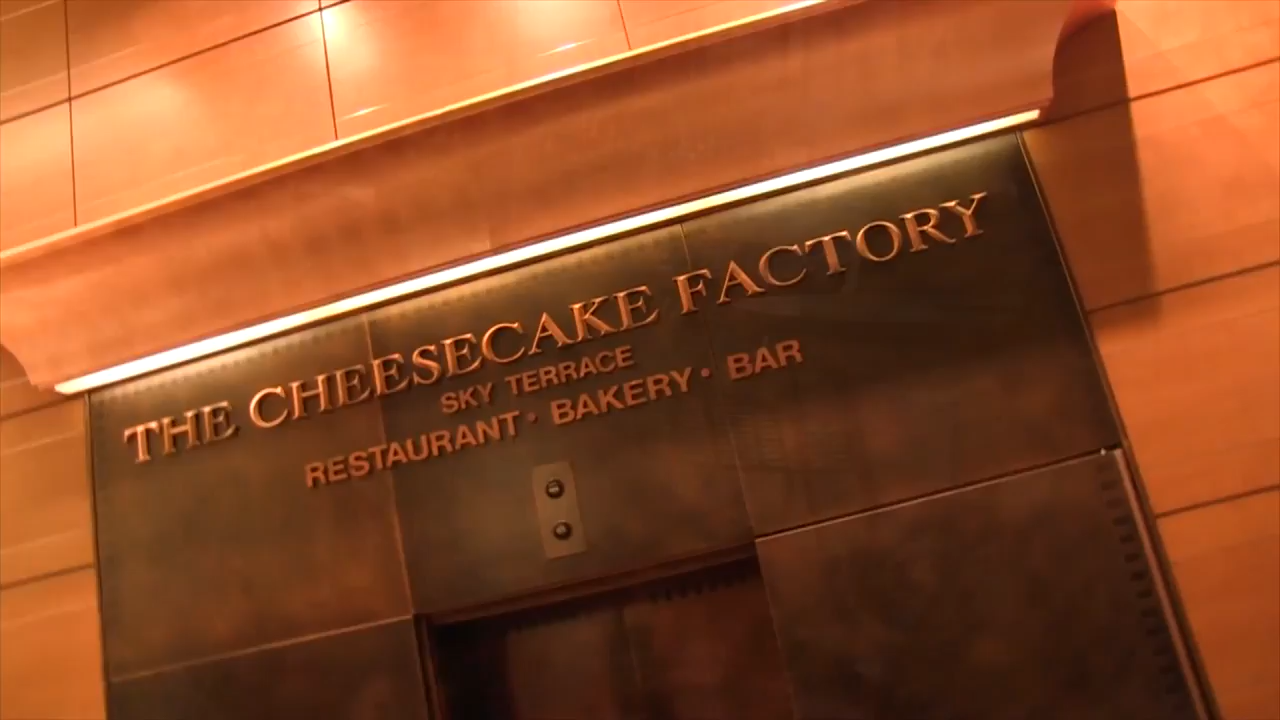 THE CHEESECAKE FACTORY
SKY TERRACE
RESTAURANT · BAKERY · BAR